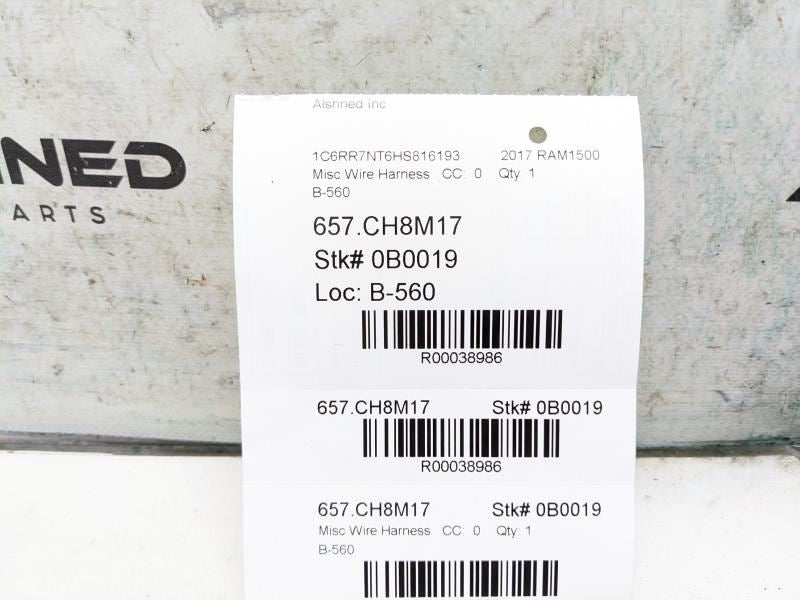 Alshned Inc
1C6RR7NT6HS816193 2017 RAM1500
Misc Wire Harness CC: 0 Qty: 1
B-560
657.CH8M17
Stk# 0B0019
Loc: B-560
R00038986
657.CH8M17 Stk# 0B0019
R00038986
657.CH8M17 Stk# 0B0019
Misc Wire Harness CC: 0 Qty: 1
B-560
NED
ARTS